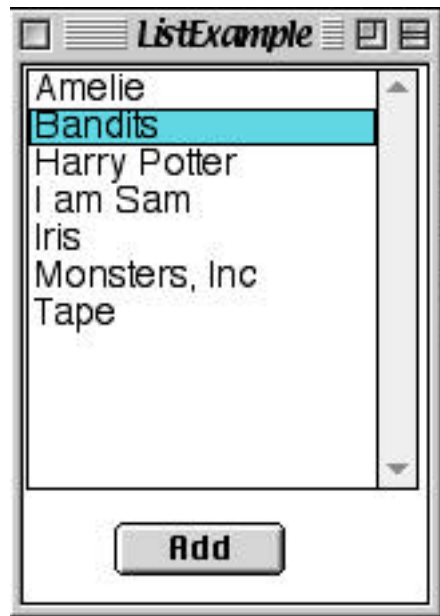 ListExample
Amelie
Bandits
Harry Potter
I am Sam
Iris
Monsters, Inc
Tape
Add